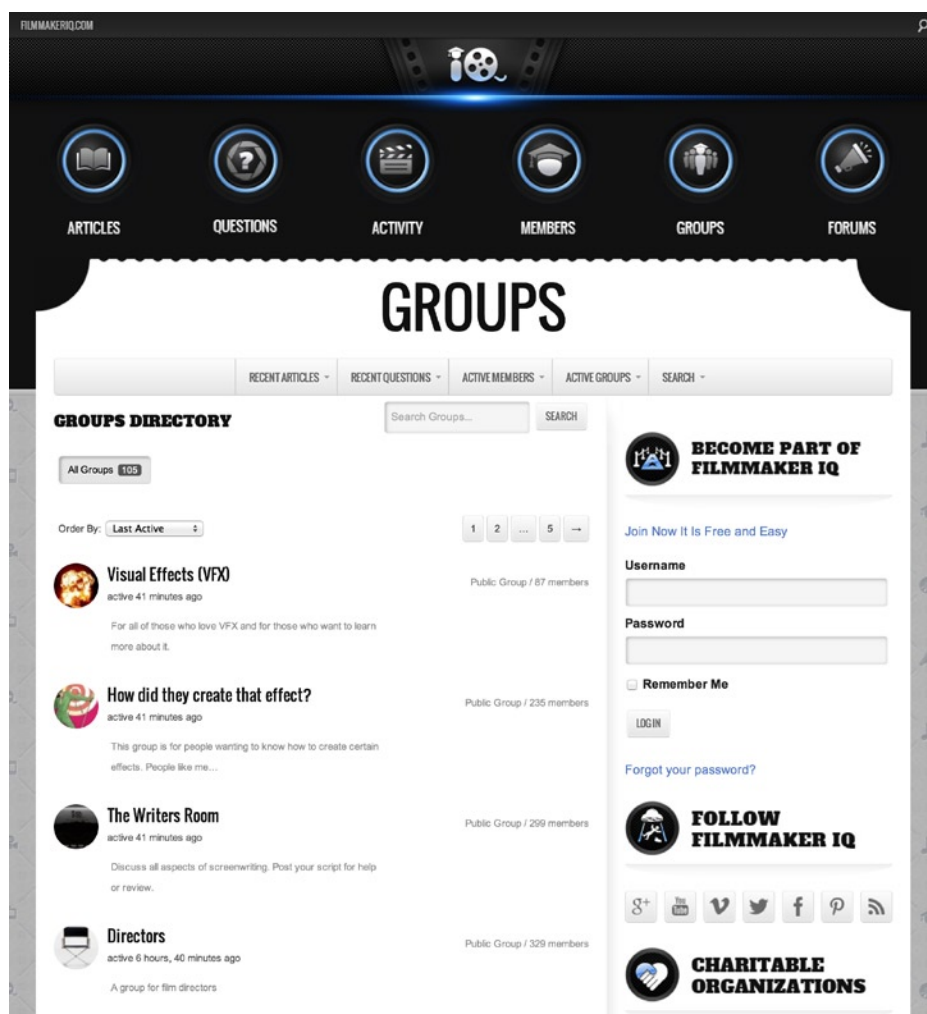 FILMMAKERIQ.COM
iQ
ARTICLES
QUESTIONS
ACTIVITY
MEMBERS
GROUPS
FORUMS
GROUPS
RECENT ARTICLES
RECENT QUESTIONS
ACTIVE MEMBERS
ACTIVE GROUPS
SEARCH
GROUPS DIRECTORY
Search Groups...
SEARCH
All Groups 105
Order By: Last Active
1 2 ... 5 →
Visual Effects (VFX)
active 41 minutes ago
Public Group / 87 members
For all of those who love VFX and for those who want to learn
more about it.
How did they create that effect?
active 41 minutes ago
Public Group / 235 members
This group is for people wanting to know how to create certain
effects. People like me...
The Writers Room
active 41 minutes ago
Public Group / 299 members
Discuss all aspects of screenwriting. Post your script for help
or review.
Directors
active 6 hours, 40 minutes ago
Public Group / 329 members
A group for film directors
BECOME PART OF
FILMMAKER IQ
Join Now It Is Free and Easy
Username
Password
Remember Me
LOG IN
Forgot your password?
FOLLOW
FILMMAKER IQ
g+ You Tube
CHARITABLE
ORGANIZATIONS